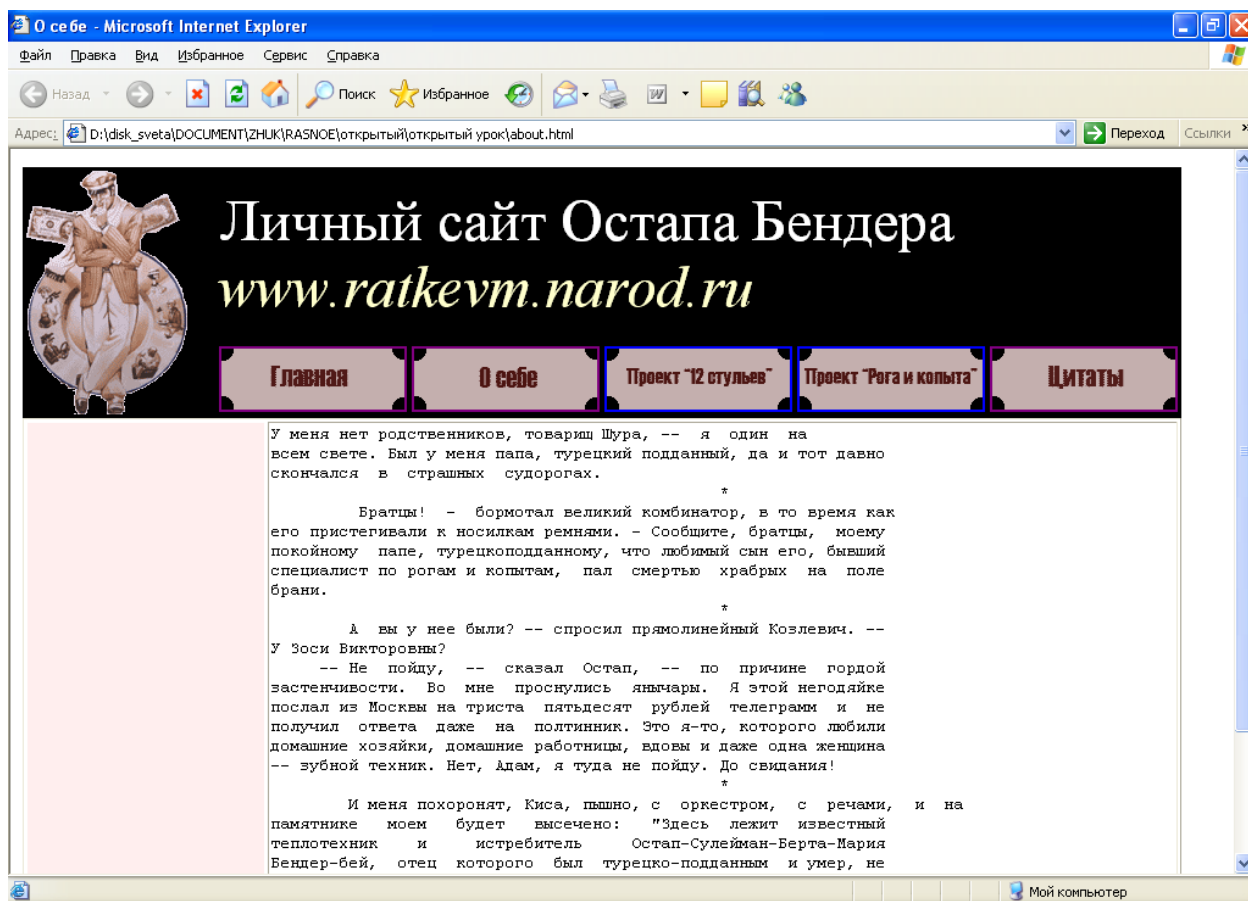 О себе - Microsoft Internet Explorer
Файл Правка Вид Избранное Сервис Справка
Назад Поиск Избранное
Адрес: D:\disk_sveta\DOCUMENT\ZHUK\RASNOE\открытый\открытый урок\about.html Переход Ссылки »
Личный сайт Остапа Бендера
www.ratkevm.narod.ru
Главная О себе Проект "12 стульев" Проект "Рога и копыта" Цитаты
У меня нет родственников, товарищ Шура, -- я один на
всем свете. Был у меня папа, турецкий подданный, да и тот давно
скончался в страшных судорогах.
*
Братцы! - бормотал великий комбинатор, в то время как
его пристегивали к носилкам ремнями. - Сообщите, братцы, моему
покойному папе, турецкоподданному, что любимый сын его, бывший
специалист по рогам и копытам, пал смертью храбрых на поле
брани.
*
А вы у нее были? -- спросил прямолинейный Козлевич. --
У Зоси Викторовны?
-- Не пойду, -- сказал Остап, -- по причине гордой
застенчивости. Во мне проснулись янычары. Я этой негодяйке
послал из Москвы на триста пятьдесят рублей телеграмм и не
получил ответа даже на полтинник. Это я-то, которого любили
домашние хозяйки, домашние работницы, вдовы и даже одна женщина
-- зубной техник. Нет, Адам, я туда не пойду. До свидания!
*
И меня похоронят, Киса, пышно, с оркестром, с речами, и на
памятнике моем будет высечено: "Здесь лежит известный
теплотехник и истребитель Остап-Сулейман-Берта-Мария
Бендер-бей, отец которого был турецко-подданным и умер, не
Мой компьютер